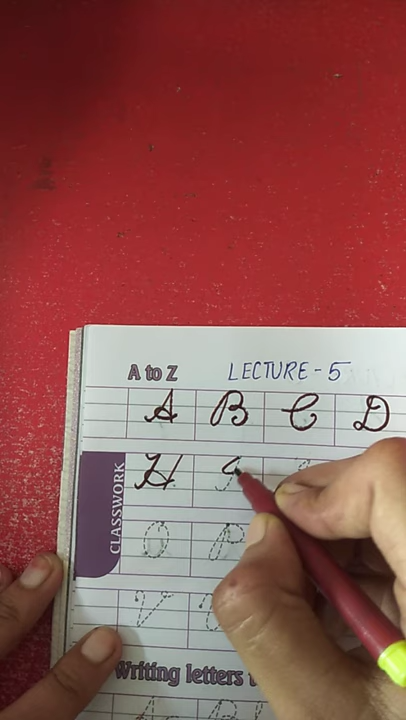 A to Z LECTURE - 5
A B C D
CLASSWORK
H
O P
V
Writing letters
A B